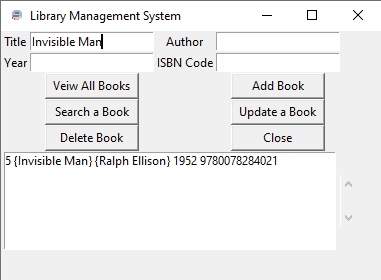 Library Management System
Title Invisible Man Author
Year ISBN Code
Veiw All Books Add Book
Search a Book Update a Book
Delete Book Close
5 {Invisible Man} {Ralph Ellison} 1952 9780078284021